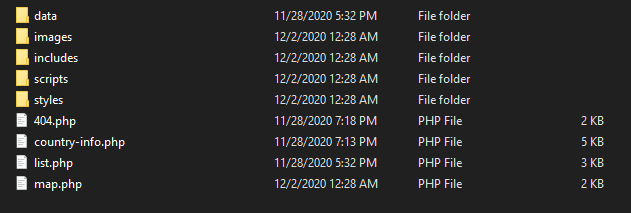 data 11/28/2020 5:32 PM File folder
images 12/2/2020 12:28 AM File folder
includes 12/2/2020 12:28 AM File folder
scripts 12/2/2020 12:28 AM File folder
styles 12/2/2020 12:28 AM File folder
404.php 11/28/2020 7:18 PM PHP File 2 KB
country-info.php 11/28/2020 7:13 PM PHP File 5 KB
list.php 11/28/2020 5:32 PM PHP File 3 KB
map.php 12/2/2020 12:28 AM PHP File 2 KB